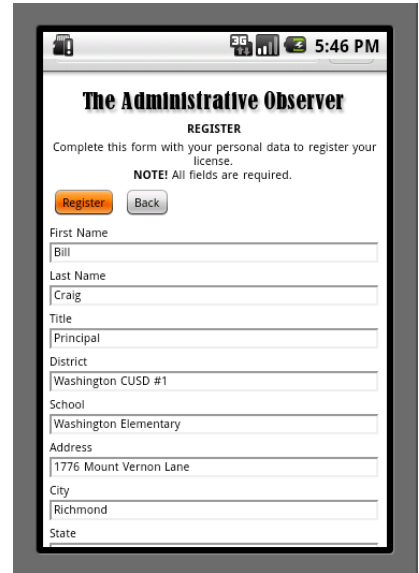 3G 5:46 PM
The Administrative Observer
REGISTER
Complete this form with your personal data to register your
license.
NOTE! All fields are required.
Register Back
First Name
Bill
Last Name
Craig
Title
Principal
District
Washington CUSD #1
School
Washington Elementary
Address
1776 Mount Vernon Lane
City
Richmond
State